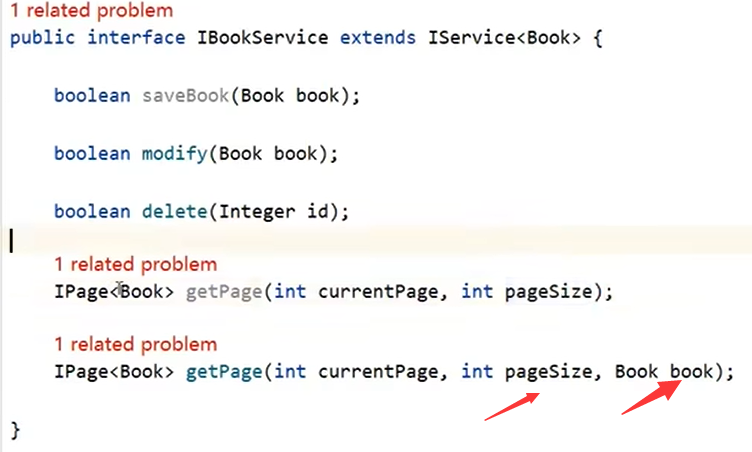 1 related problem
public interface IBookService extends IService<Book> {
boolean saveBook(Book book);
boolean modify(Book book);
boolean delete(Integer id);
1 related problem
IPage<Book> getPage(int currentPage, int pageSize);
1 related problem
IPage<Book> getPage(int currentPage, int pageSize, Book book);
}